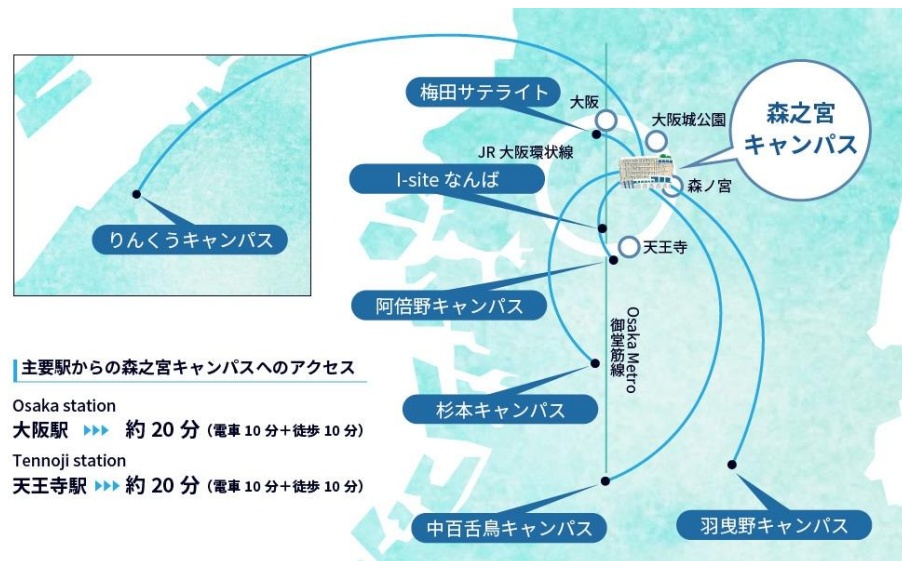 梅田サテライト
大阪
大阪城公園
森之宮
キャンパス
JR 大阪環状線
I-site なんば
森ノ宮
りんくうキャンパス
天王寺
阿倍野キャンパス
Osaka Metro
御堂筋線
主要駅からの森之宮キャンパスへのアクセス
杉本キャンパス
Osaka station
大阪駅 ▸▸▸ 約 20 分（電車 10 分＋徒歩 10 分）
Tennoji station
天王寺駅 ▸▸▸ 約 20 分（電車 10 分＋徒歩 10 分）
中百舌鳥キャンパス
羽曳野キャンパス